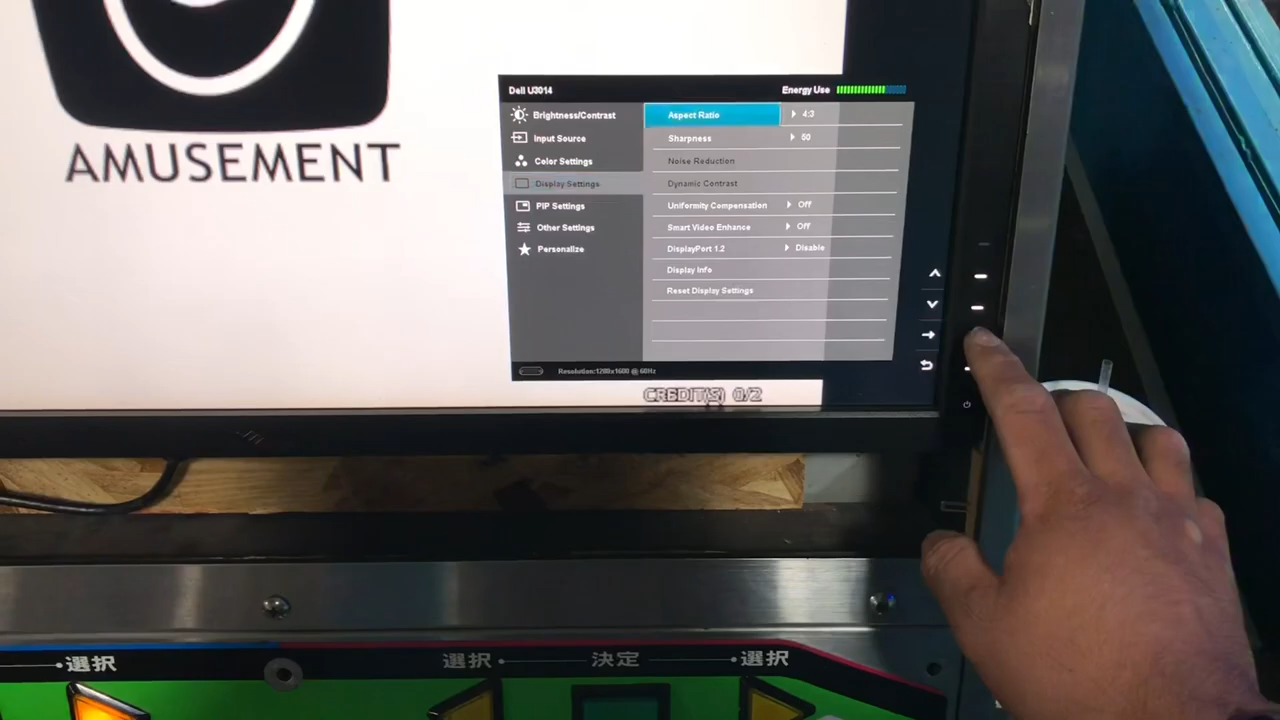 AMUSEMENT
Dell U3014
Energy Use
Brightness/Contrast
Input Source
Color Settings
Display Settings
PIP Settings
Other Settings
Personalize
Aspect Ratio 4:3
Sharpness 50
Noise Reduction
Dynamic Contrast
Uniformity Compensation Off
Smart Video Enhance Off
DisplayPort 1.2 Disable
Display Info
Reset Display Settings
Resolution:1200x1600 @ 60Hz
CREDIT(S) 0/2
選択
選択 決定 選択